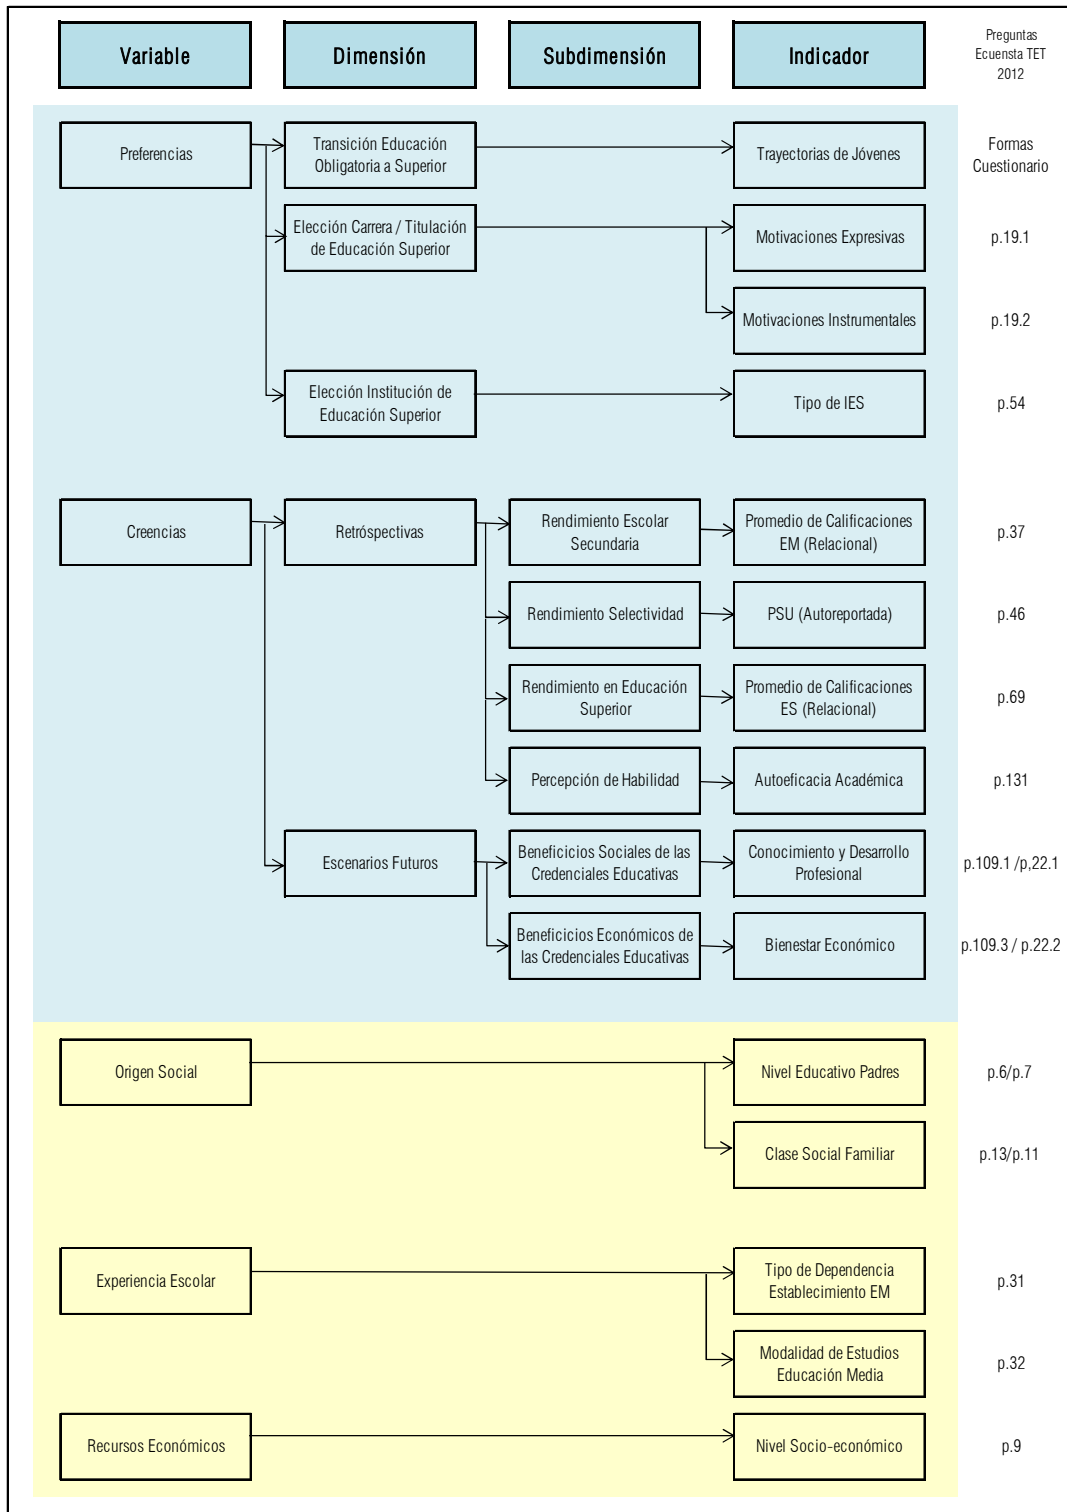 Variable
Dimensión
Subdimensión
Indicador
Preguntas
Ecuensta TET
2012
Preferencias
Transición Educación
Obligatoria a Superior
Trayectorias de Jóvenes
Formas
Cuestionario
Elección Carrera / Titulación
de Educación Superior
Motivaciones Expresivas
p.19.1
Motivaciones Instrumentales
p.19.2
Elección Institución de
Educación Superior
Tipo de IES
p.54
Creencias
Retróspectivas
Rendimiento Escolar
Secundaria
Promedio de Calificaciones
EM (Relacional)
p.37
Rendimiento Selectividad
PSU (Autoreportada)
p.46
Rendimiento en Educación
Superior
Promedio de Calificaciones
ES (Relacional)
p.69
Percepción de Habilidad
Autoeficacia Académica
p.131
Escenarios Futuros
Beneficicios Sociales de las
Credenciales Educativas
Conocimiento y Desarrollo
Profesional
p.109.1 /p,22.1
Beneficicios Económicos de
las Credenciales Educativas
Bienestar Económico
p.109.3 / p.22.2
Origen Social
Nivel Educativo Padres
p.6/p.7
Clase Social Familiar
p.13/p.11
Experiencia Escolar
Tipo de Dependencia
Establecimiento EM
p.31
Modalidad de Estudios
Educación Media
p.32
Recursos Económicos
Nivel Socio-económico
p.9